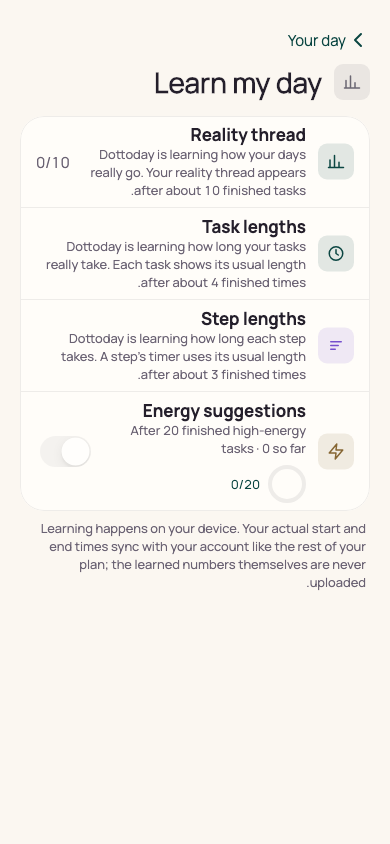 Your day
Learn my day
Reality thread
0/10
Dottoday is learning how your days
really go. Your reality thread appears
after about 10 finished tasks.
Task lengths
Dottoday is learning how long your tasks
really take. Each task shows its usual length
after about 4 finished times.
Step lengths
Dottoday is learning how long each step
takes. A step's timer uses its usual length
after about 3 finished times.
Energy suggestions
After 20 finished high-energy
tasks · 0 so far
0/20
Learning happens on your device. Your actual start and
end times sync with your account like the rest of your
plan; the learned numbers themselves are never
uploaded.